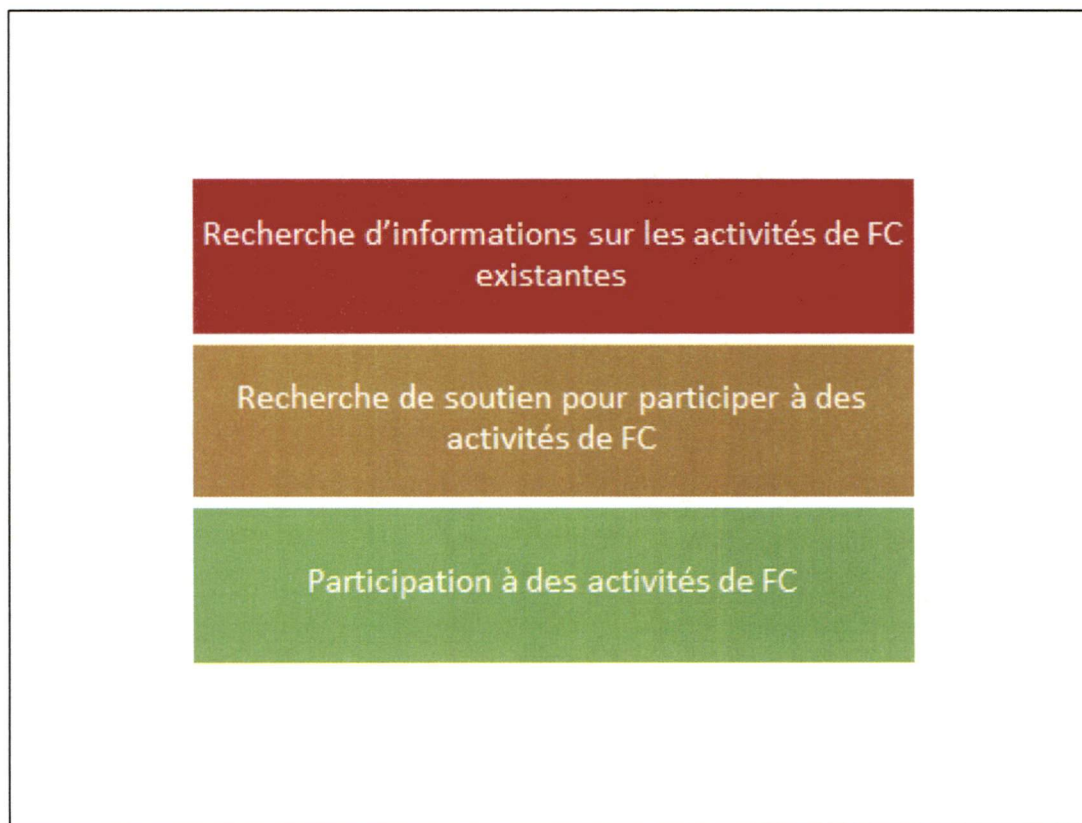 Recherche d'informations sur les activités de FC
existantes
Recherche de soutien pour participer à des
activités de FC
Participation à des activités de FC